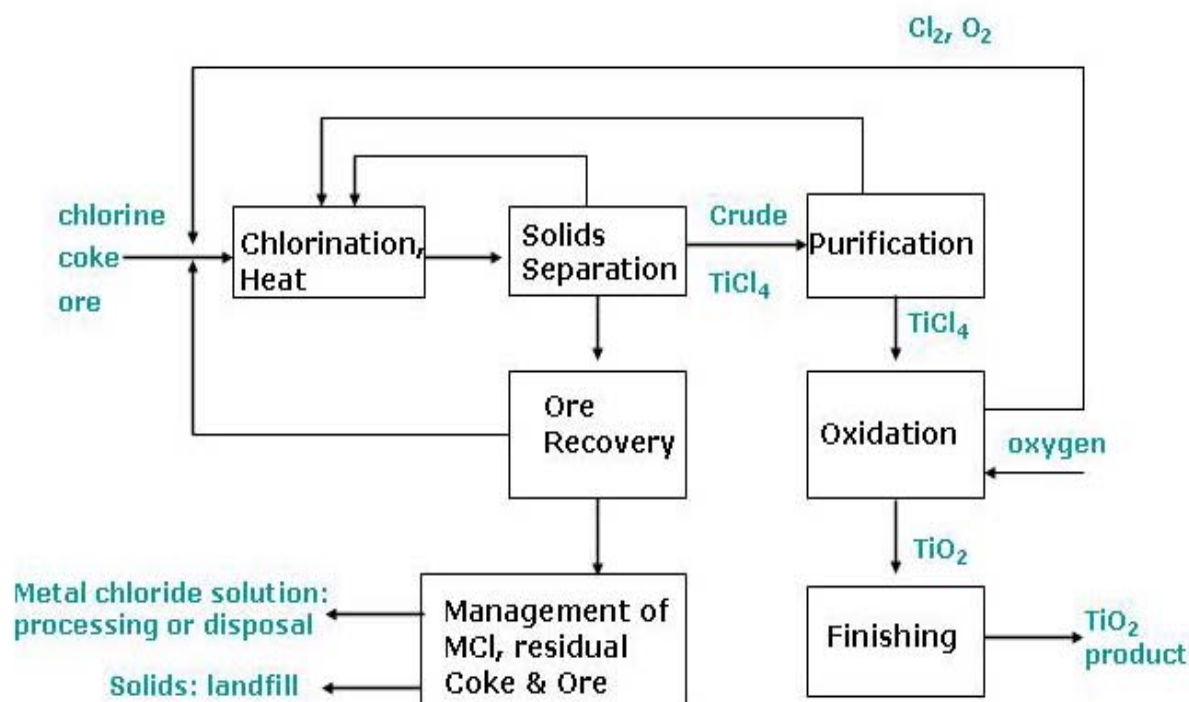 Cl₂, O₂
chlorine
coke
ore
Chlorination,
Heat
Solids
Separation
Crude
TiCl₄
Purification
TiCl₄
Ore
Recovery
Oxidation
oxygen
TiO₂
Metal chloride solution:
processing or disposal
Solids: landfill
Management of
MCl, residual
Coke & Ore
Finishing
TiO₂
product